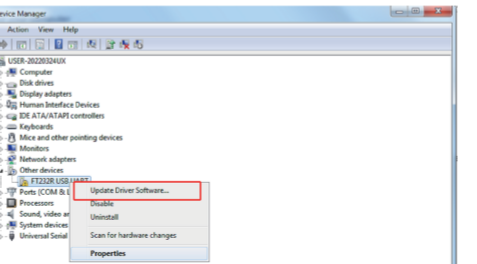 evice Manager
Action View Help
USER-20220324UX
Computer
Disk drives
Display adapters
Human Interface Devices
IDE ATA/ATAPI controllers
Keyboards
Mice and other pointing devices
Monitors
Network adapters
Other devices
FT232R USB UART
Ports (COM & L
Processors
Sound, video ar
System devices
Universal Serial
Update Driver Software...
Disable
Uninstall
Scan for hardware changes
Properties